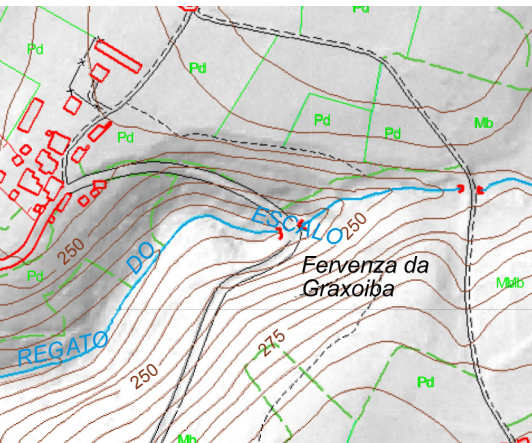 Pd
Pd
Pd
Pd
Mb
Pd
Pd
ESCALO
250
250
DO
Fervenza da
Graxoiba
Pd
Mb
REGATO
275
250
Pd
Mb